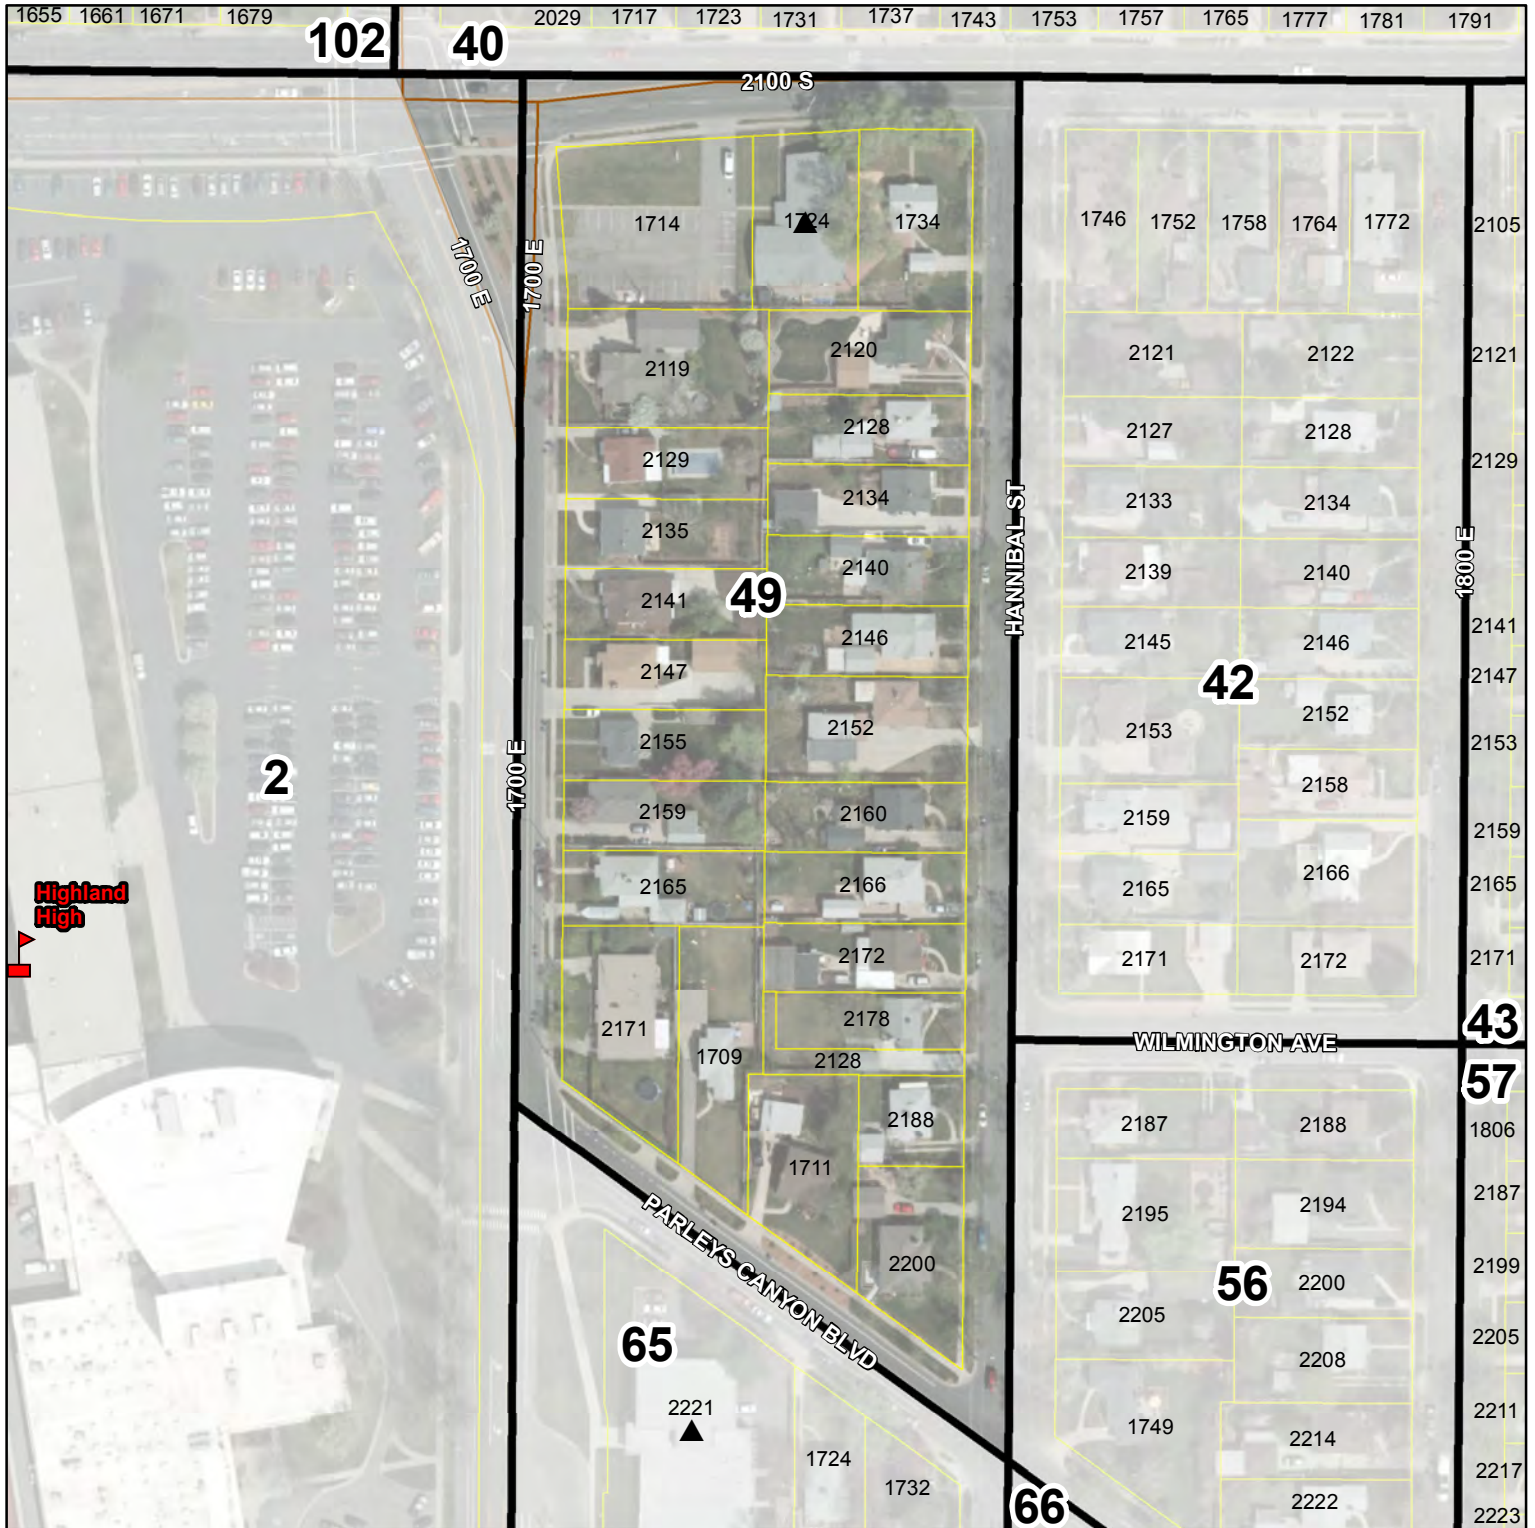 1655 1661 1671 1679 2029 1717 1723 1731 1737 1743 1753 1757 1765 1777 1781 1791
102 40
2100 S
1714 1724 1734 1746 1752 1758 1764 1772 2105
1700 E 1700 E
2119 2120 2121 2122 2121
2129 2128 2127 2128 2129
2135 2134 2133 2134
HANNIBAL ST
1800 E
2141 49 2140 2139 2140
2147 2146 2145 2146 2141
42
2147
2155 2152 2153 2152 2153
1700 E
2
2159 2160 2159 2158 2159
2165 2166 2165 2166 2165
Highland
High
2171 2172 2171 2172 2171
2178
1709 2128
WILMINGTON AVE
43
57
2188 2187 2188 1806
1711 2195 2194 2187
PARLEYS CANYON BLVD
2200 56 2200 2199
65 2205 2208 2205
2221 1749 2214 2211
1724 1732 2217
66 2222 2223